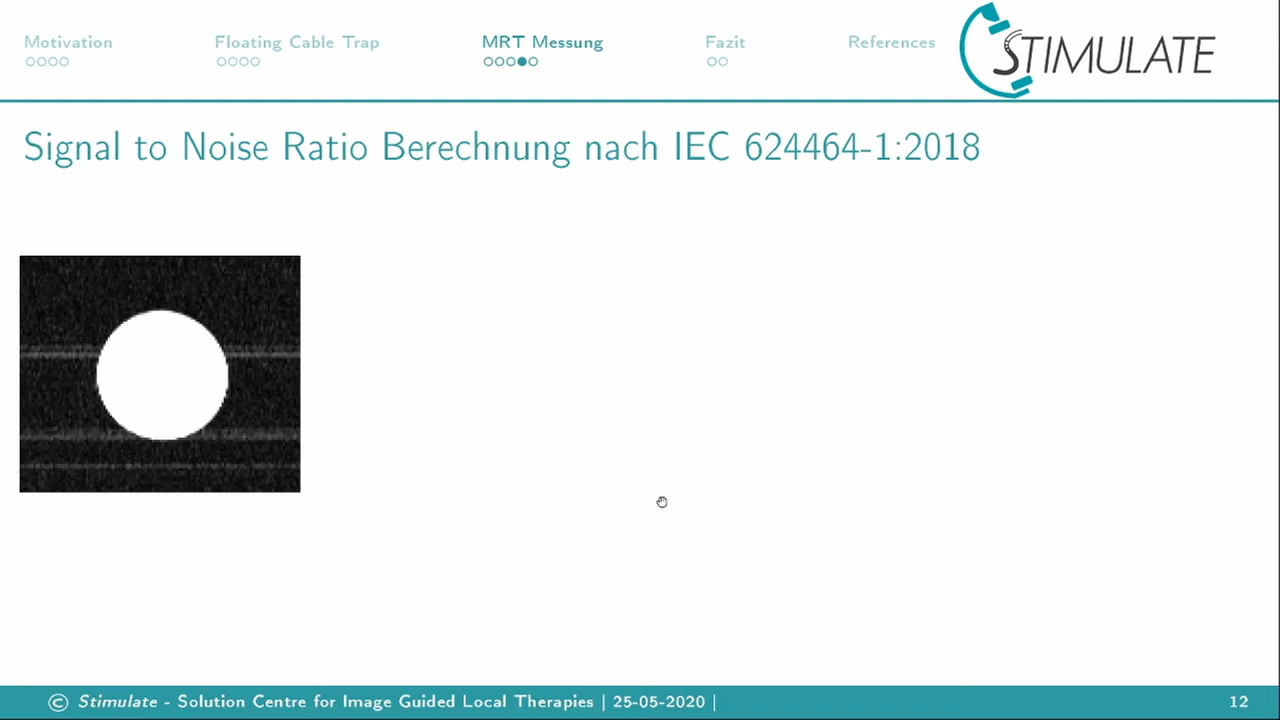 Motivation
Floating Cable Trap
MRT Messung
Fazit
References
STIMULATE
Signal to Noise Ratio Berechnung nach IEC 624464-1:2018
© Stimulate - Solution Centre for Image Guided Local Therapies | 25-05-2020 |
12